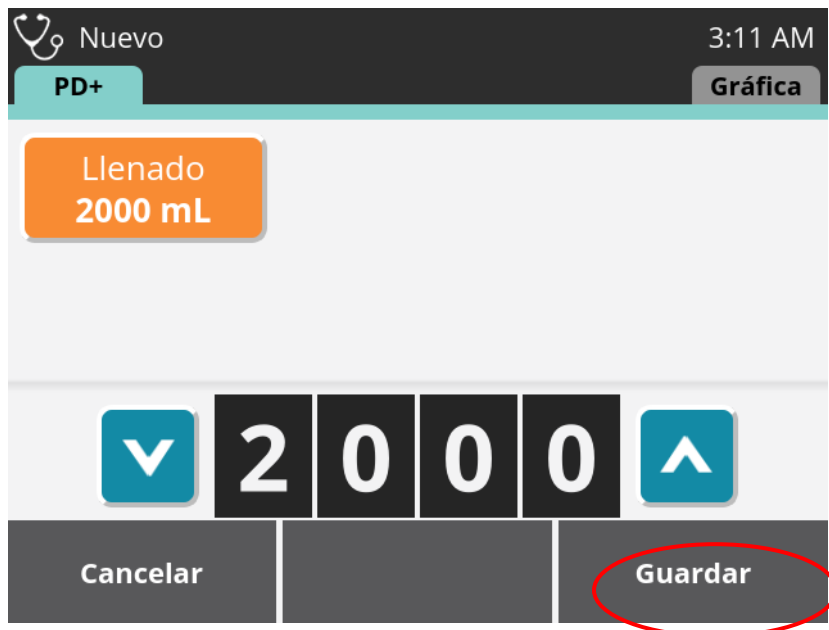 Nuevo 3:11 AM
PD+ Gráfica
Llenado
2000 mL
2 0 0 0
Cancelar Guardar